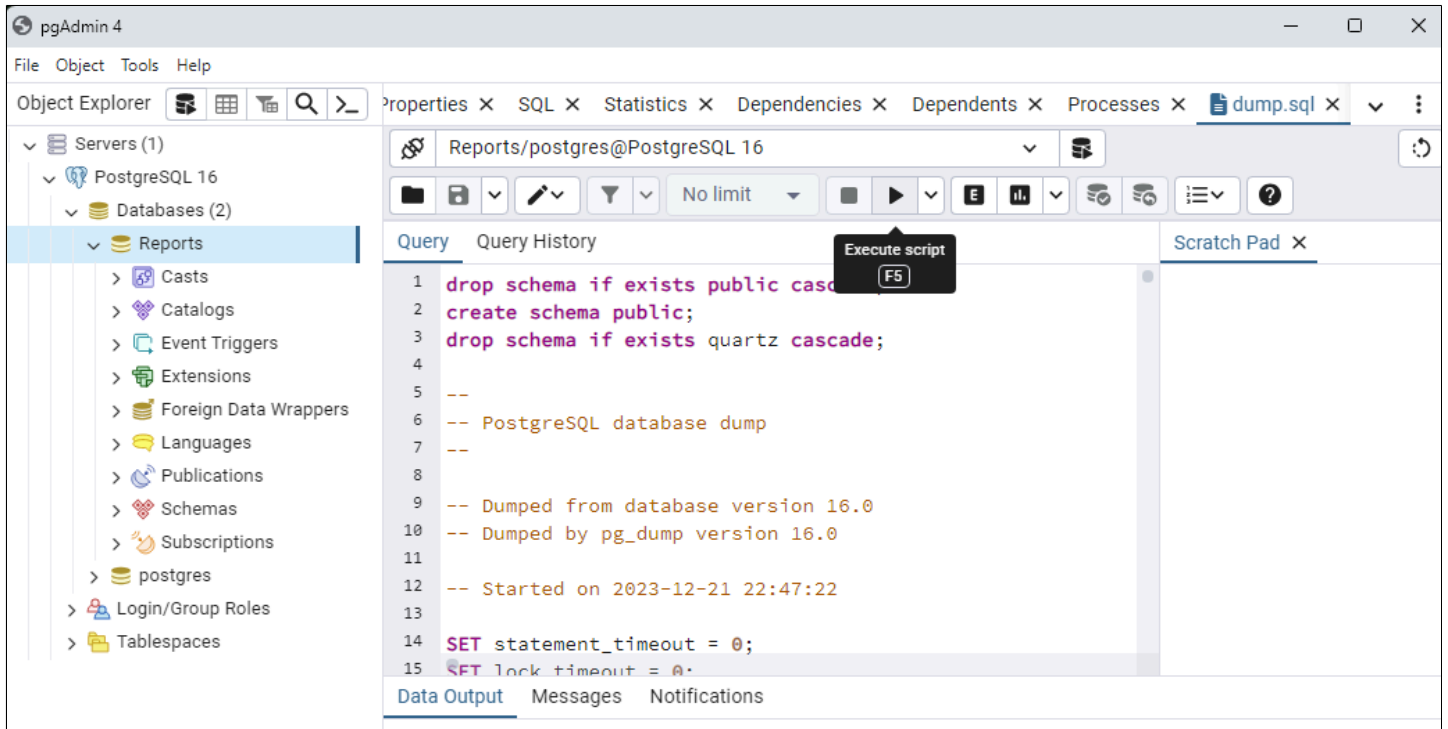 pgAdmin 4
File Object Tools Help
Object Explorer
Properties SQL Statistics Dependencies Dependents Processes dump.sql
Servers (1)
PostgreSQL 16
Databases (2)
Reports
Casts
Catalogs
Event Triggers
Extensions
Foreign Data Wrappers
Languages
Publications
Schemas
Subscriptions
postgres
Login/Group Roles
Tablespaces
Reports/postgres@PostgreSQL 16
No limit
E
Query Query History
Execute script
F5
Scratch Pad
1 drop schema if exists public
2 create schema public;
3 drop schema if exists quartz cascade;
4
5 --
6 -- PostgreSQL database dump
7 --
8
9 -- Dumped from database version 16.0
10 -- Dumped by pg_dump version 16.0
11
12 -- Started on 2023-12-21 22:47:22
13
14 SET statement_timeout = 0;
15 SET lock_timeout = 0;
Data Output Messages Notifications